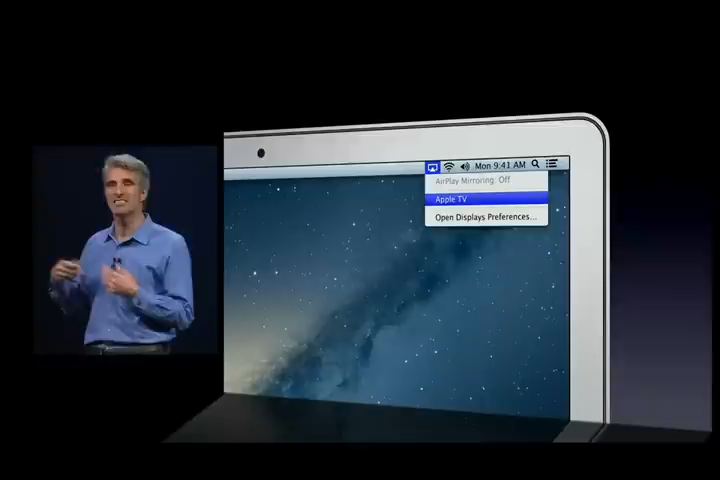 Mon 9:41 AM
AirPlay Mirroring: Off
Apple TV
Open Displays Preferences...